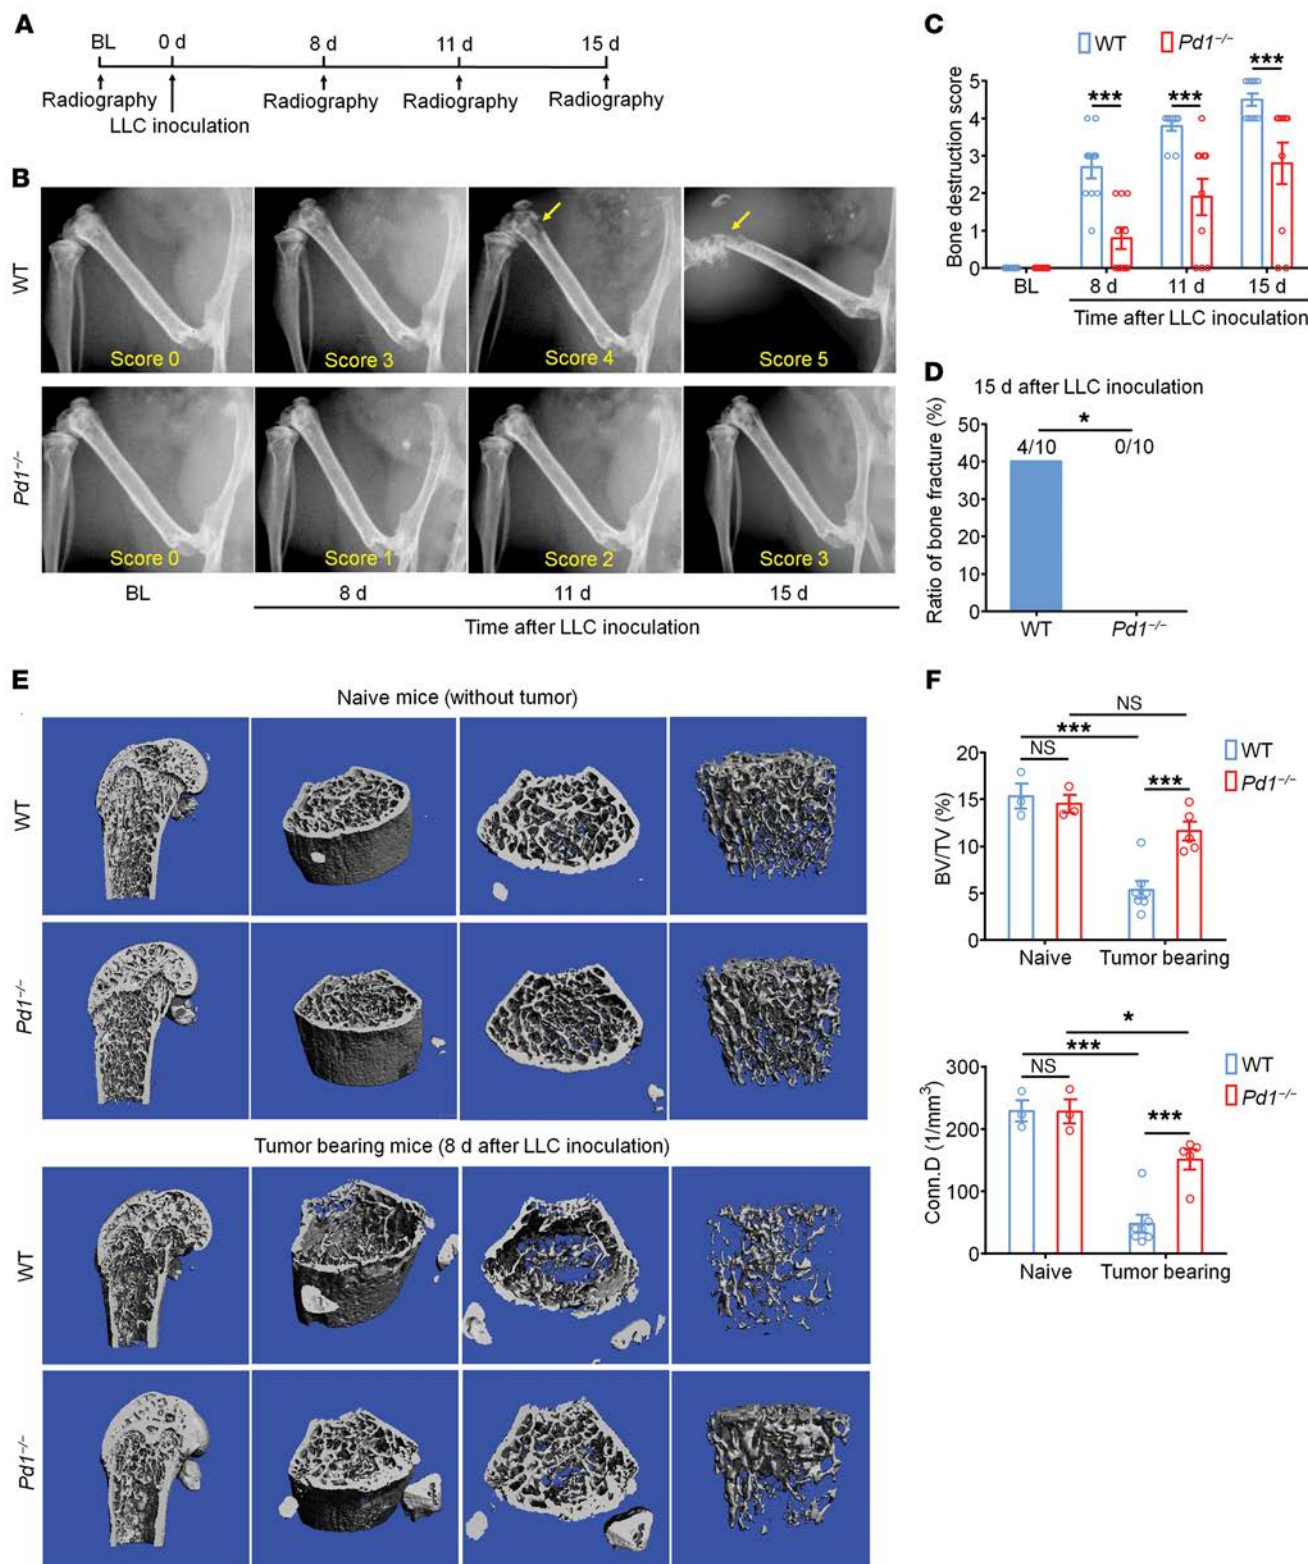 A
BL 0 d 8 d 11 d 15 d
Radiography Radiography Radiography Radiography
LLC inoculation
B
WT
Score 0 Score 3 Score 4 Score 5
Pd1−/−
Score 0 Score 1 Score 2 Score 3
BL 8 d 11 d 15 d
Time after LLC inoculation
C
WT Pd1−/−
*** *** ***
Bone destruction score
5
4
3
2
1
0
BL 8 d 11 d 15 d
Time after LLC inoculation
D
15 d after LLC inoculation
*
4/10 0/10
Ratio of bone fracture (%)
50
40
30
20
10
0
WT Pd1−/−
E
Naive mice (without tumor)
WT
Pd1−/−
Tumor bearing mice (8 d after LLC inoculation)
WT
Pd1−/−
F
NS
***
NS
***
WT
Pd1−/−
BV/TV (%)
20
15
10
5
0
Naive Tumor bearing
*
***
NS
***
WT
Pd1−/−
Conn.D (1/mm³)
300
200
100
0
Naive Tumor bearing